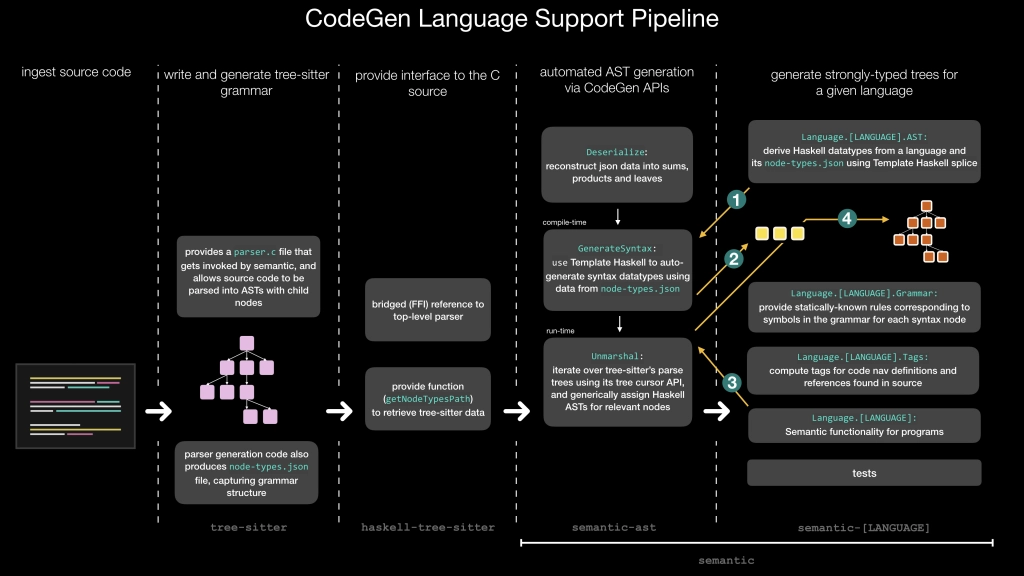 CodeGen Language Support Pipeline
ingest source code
write and generate tree-sitter
grammar
provide interface to the C
source
automated AST generation
via CodeGen APIs
generate strongly-typed trees for
a given language
provides a parser.c file that
gets invoked by semantic, and
allows source code to be
parsed into ASTs with child
nodes
parser generation code also
produces node-types.json
file, capturing grammar
structure
bridged (FFI) reference to
top-level parser
provide function
(getNodeTypesPath)
to retrieve tree-sitter data
Deserialize:
reconstruct json data into sums,
products and leaves
compile-time
GenerateSyntax:
use Template Haskell to auto-
generate syntax datatypes using
data from node-types.json
run-time
Unmarshal:
iterate over tree-sitter's parse
trees using its tree cursor API,
and generically assign Haskell
ASTs for relevant nodes
Language.[LANGUAGE].AST:
derive Haskell datatypes from a language and
its node-types.json using Template Haskell splice
1
2
4
3
Language.[LANGUAGE].Grammar:
provide statically-known rules corresponding to
symbols in the grammar for each syntax node
Language.[LANGUAGE].Tags:
compute tags for code nav definitions and
references found in source
Language.[LANGUAGE]:
Semantic functionality for programs
tests
tree-sitter
haskell-tree-sitter
semantic-ast
semantic-[LANGUAGE]
semantic